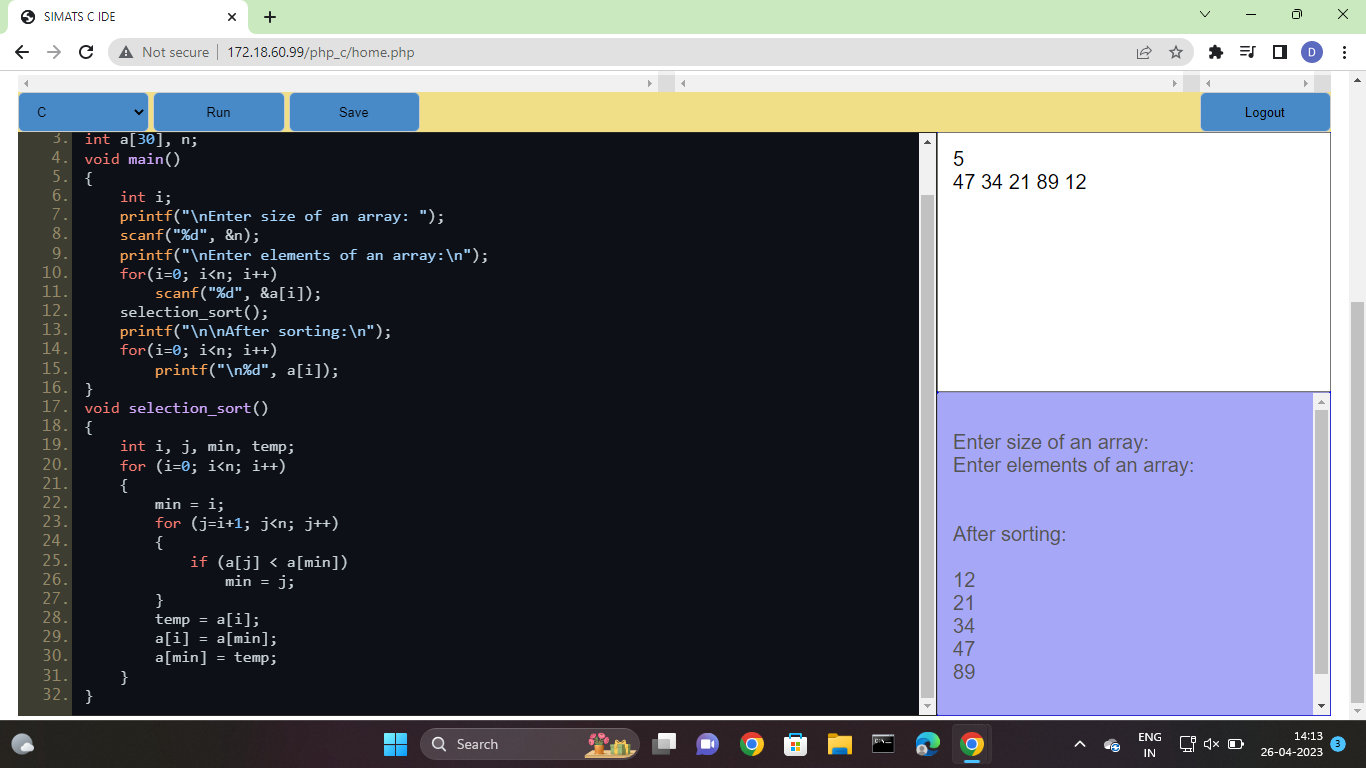 SIMATS C IDE
Not secure
172.18.60.99/php_c/home.php
D
C
Run
Save
Logout
3. int a[30], n;
4. void main()
5. {
6. int i;
7. printf("\nEnter size of an array: ");
8. scanf("%d", &n);
9. printf("\nEnter elements of an array:\n");
10. for(i=0; i<n; i++)
11. scanf("%d", &a[i]);
12. selection_sort();
13. printf("\n\nAfter sorting:\n");
14. for(i=0; i<n; i++)
15. printf("\n%d", a[i]);
16. }
17. void selection_sort()
18. {
19. int i, j, min, temp;
20. for (i=0; i<n; i++)
21. {
22. min = i;
23. for (j=i+1; j<n; j++)
24. {
25. if (a[j] < a[min])
26. min = j;
27. }
28. temp = a[i];
29. a[i] = a[min];
30. a[min] = temp;
31. }
32. }
5
47 34 21 89 12
Enter size of an array:
Enter elements of an array:
After sorting:
12
21
34
47
89
Search
ENG
IN
14:13
26-04-2023
3